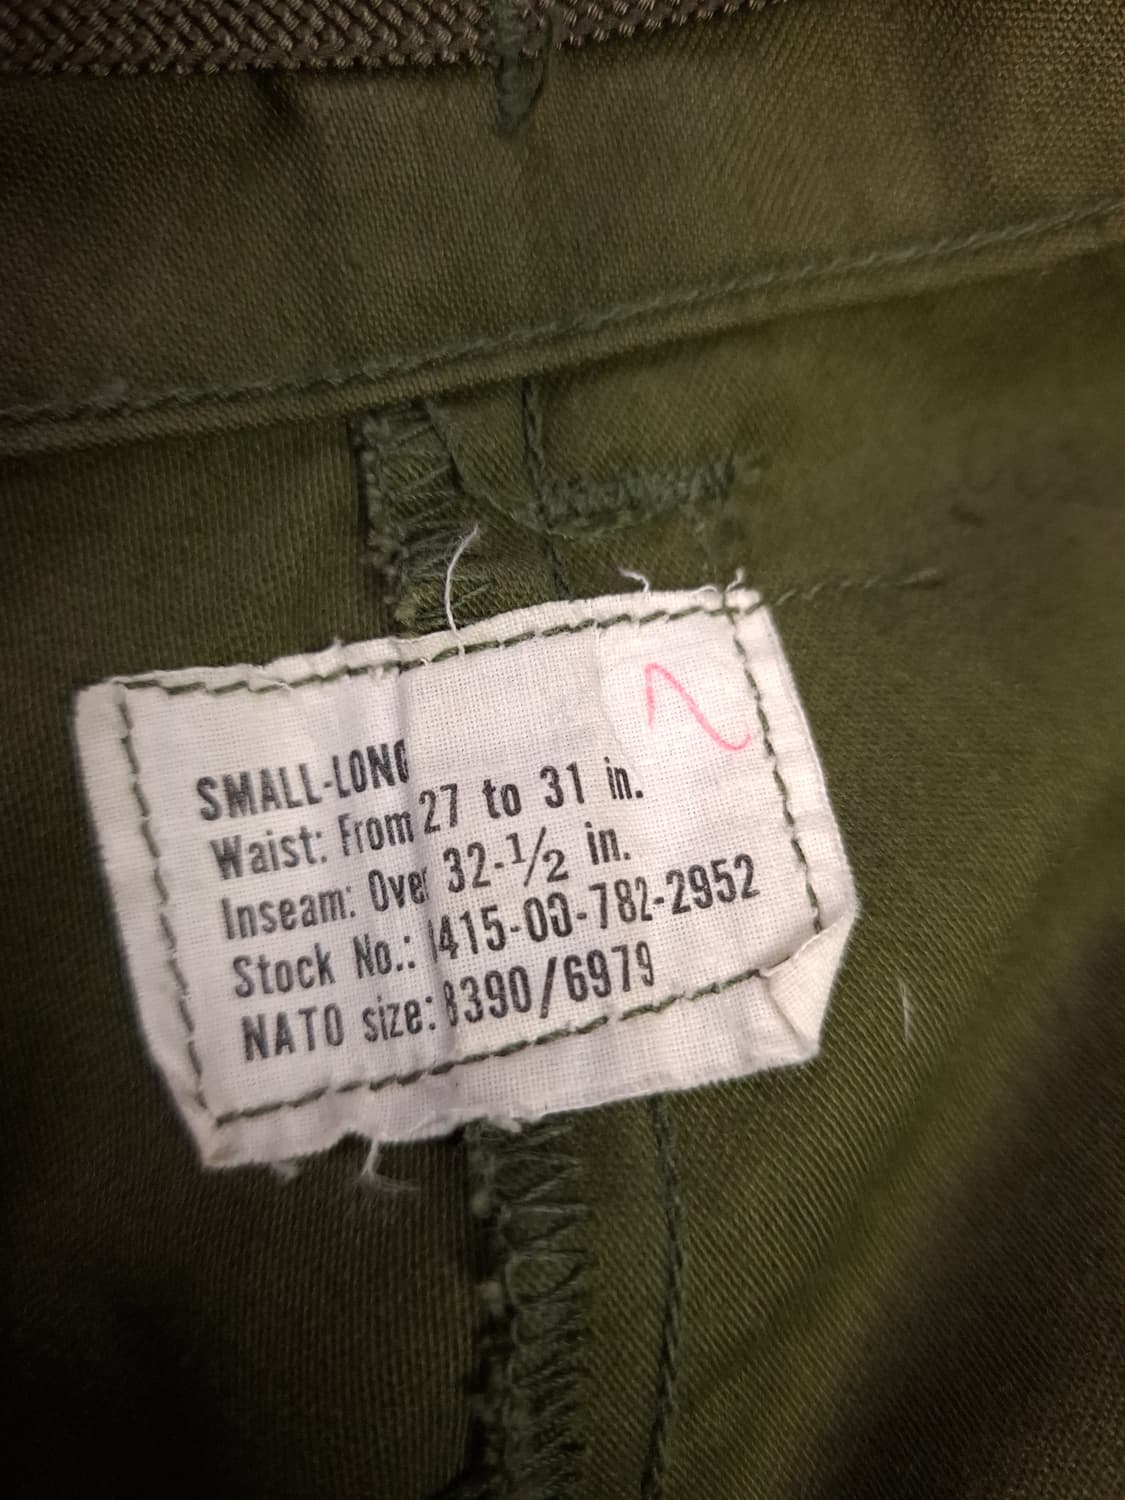 SMALL-LONG
Waist: From 27 to 31 in.
Inseam: Over 32-1/2 in.
Stock No.: 8415-00-782-2952
NATO size: 8390/6979